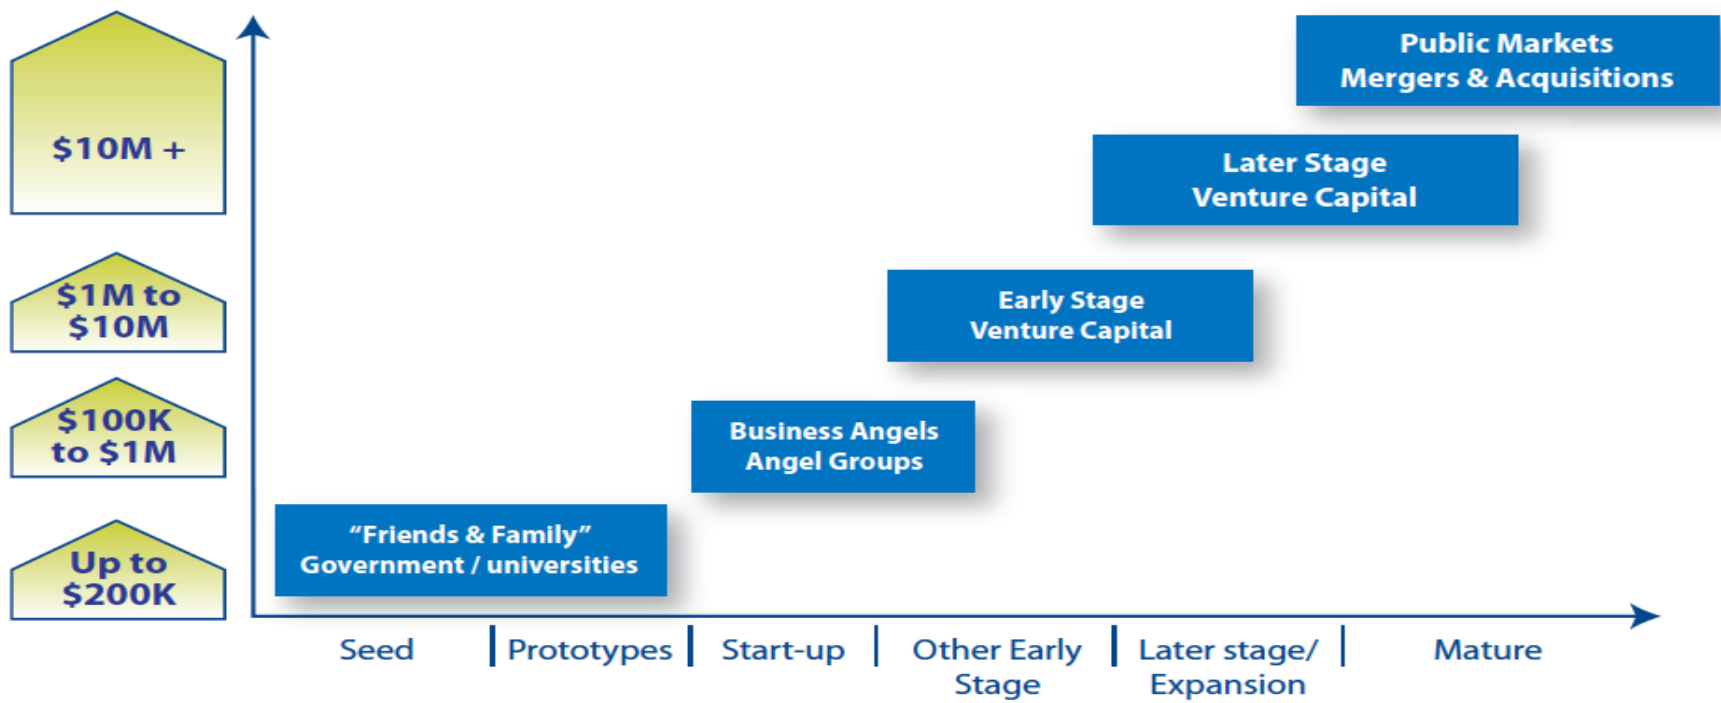 $10M +
$1M to
$10M
$100K
to $1M
Up to
$200K
Public Markets
Mergers & Acquisitions
Later Stage
Venture Capital
Early Stage
Venture Capital
Business Angels
Angel Groups
“Friends & Family”
Government / universities
Seed
Prototypes
Start-up
Other Early
Stage
Later stage/
Expansion
Mature